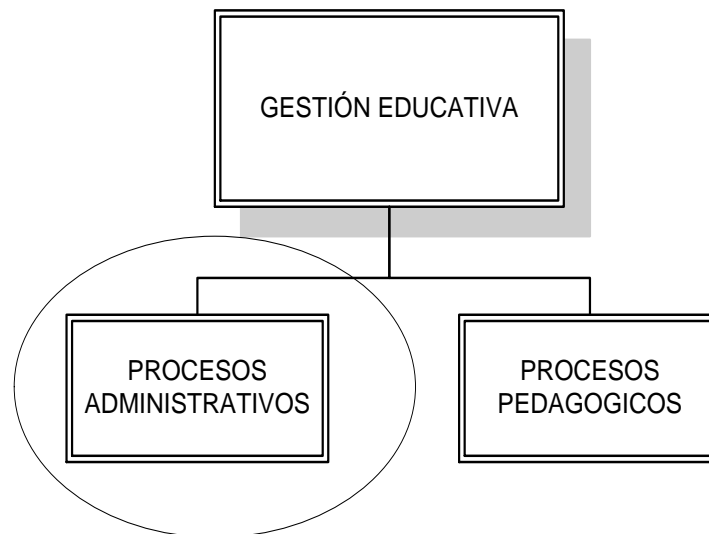 GESTIÓN EDUCATIVA
PROCESOS
ADMINISTRATIVOS
PROCESOS
PEDAGOGICOS